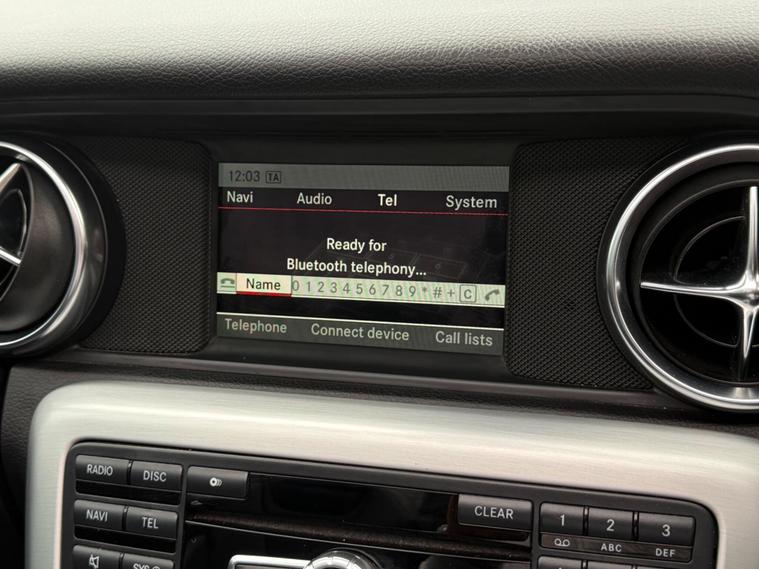 12:03 TA
Navi Audio Tel System
Ready for
Bluetooth telephony...
Name 0 1 2 3 4 5 6 7 8 9 * # + C
Telephone Connect device Call lists
RADIO DISC
CLEAR
NAVI TEL
1 2 3
ABC DEF
SYS